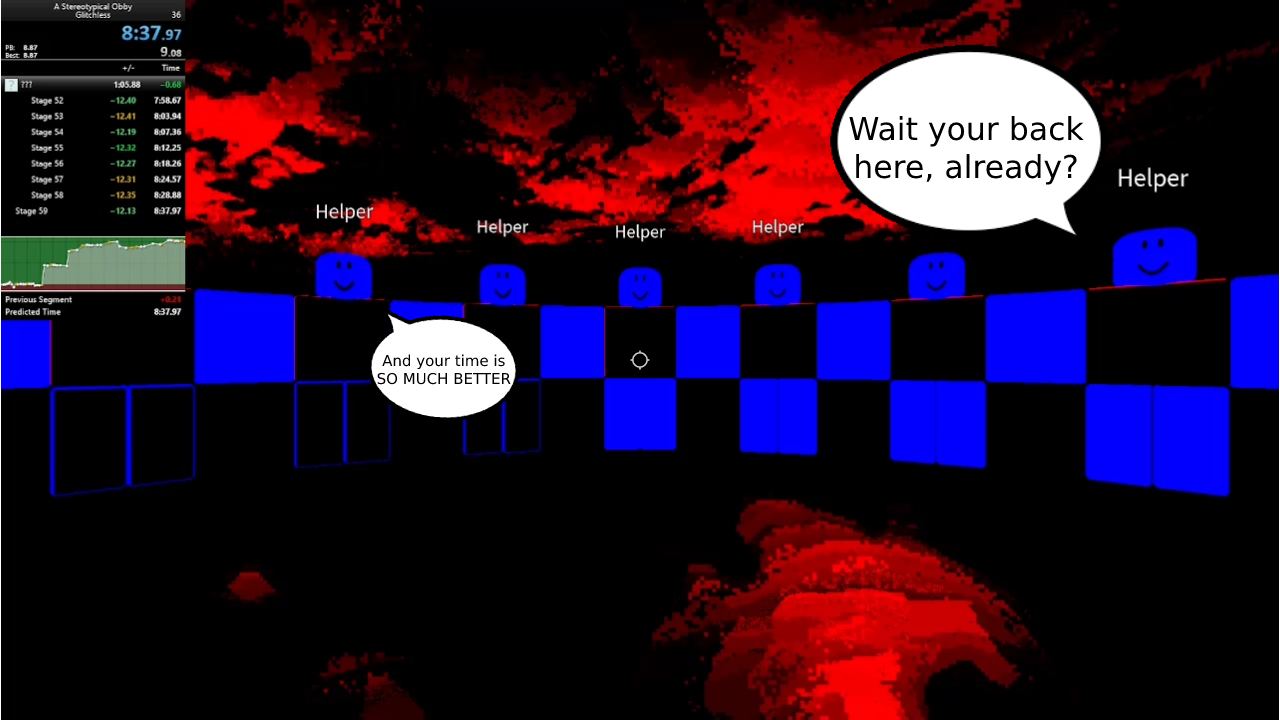 A Stereotypical Obby
Glitchless 36
8:37.97
PB: 8.87 9.08
Best: 8.87
+/- Time
??? 1:05.88 −0.68
Stage 52 −12.40 7:58.67
Stage 53 −12.41 8:03.94
Stage 54 −12.19 8:07.36
Stage 55 −12.32 8:12.25
Stage 56 −12.27 8:18.26
Stage 57 −12.31 8:24.57
Stage 58 −12.35 8:28.88
Stage 59 −12.13 8:37.97
Previous Segment +0.21
Predicted Time 8:37.97
Wait your back
here, already?
Helper
Helper
Helper
Helper
Helper
And your time is
SO MUCH BETTER